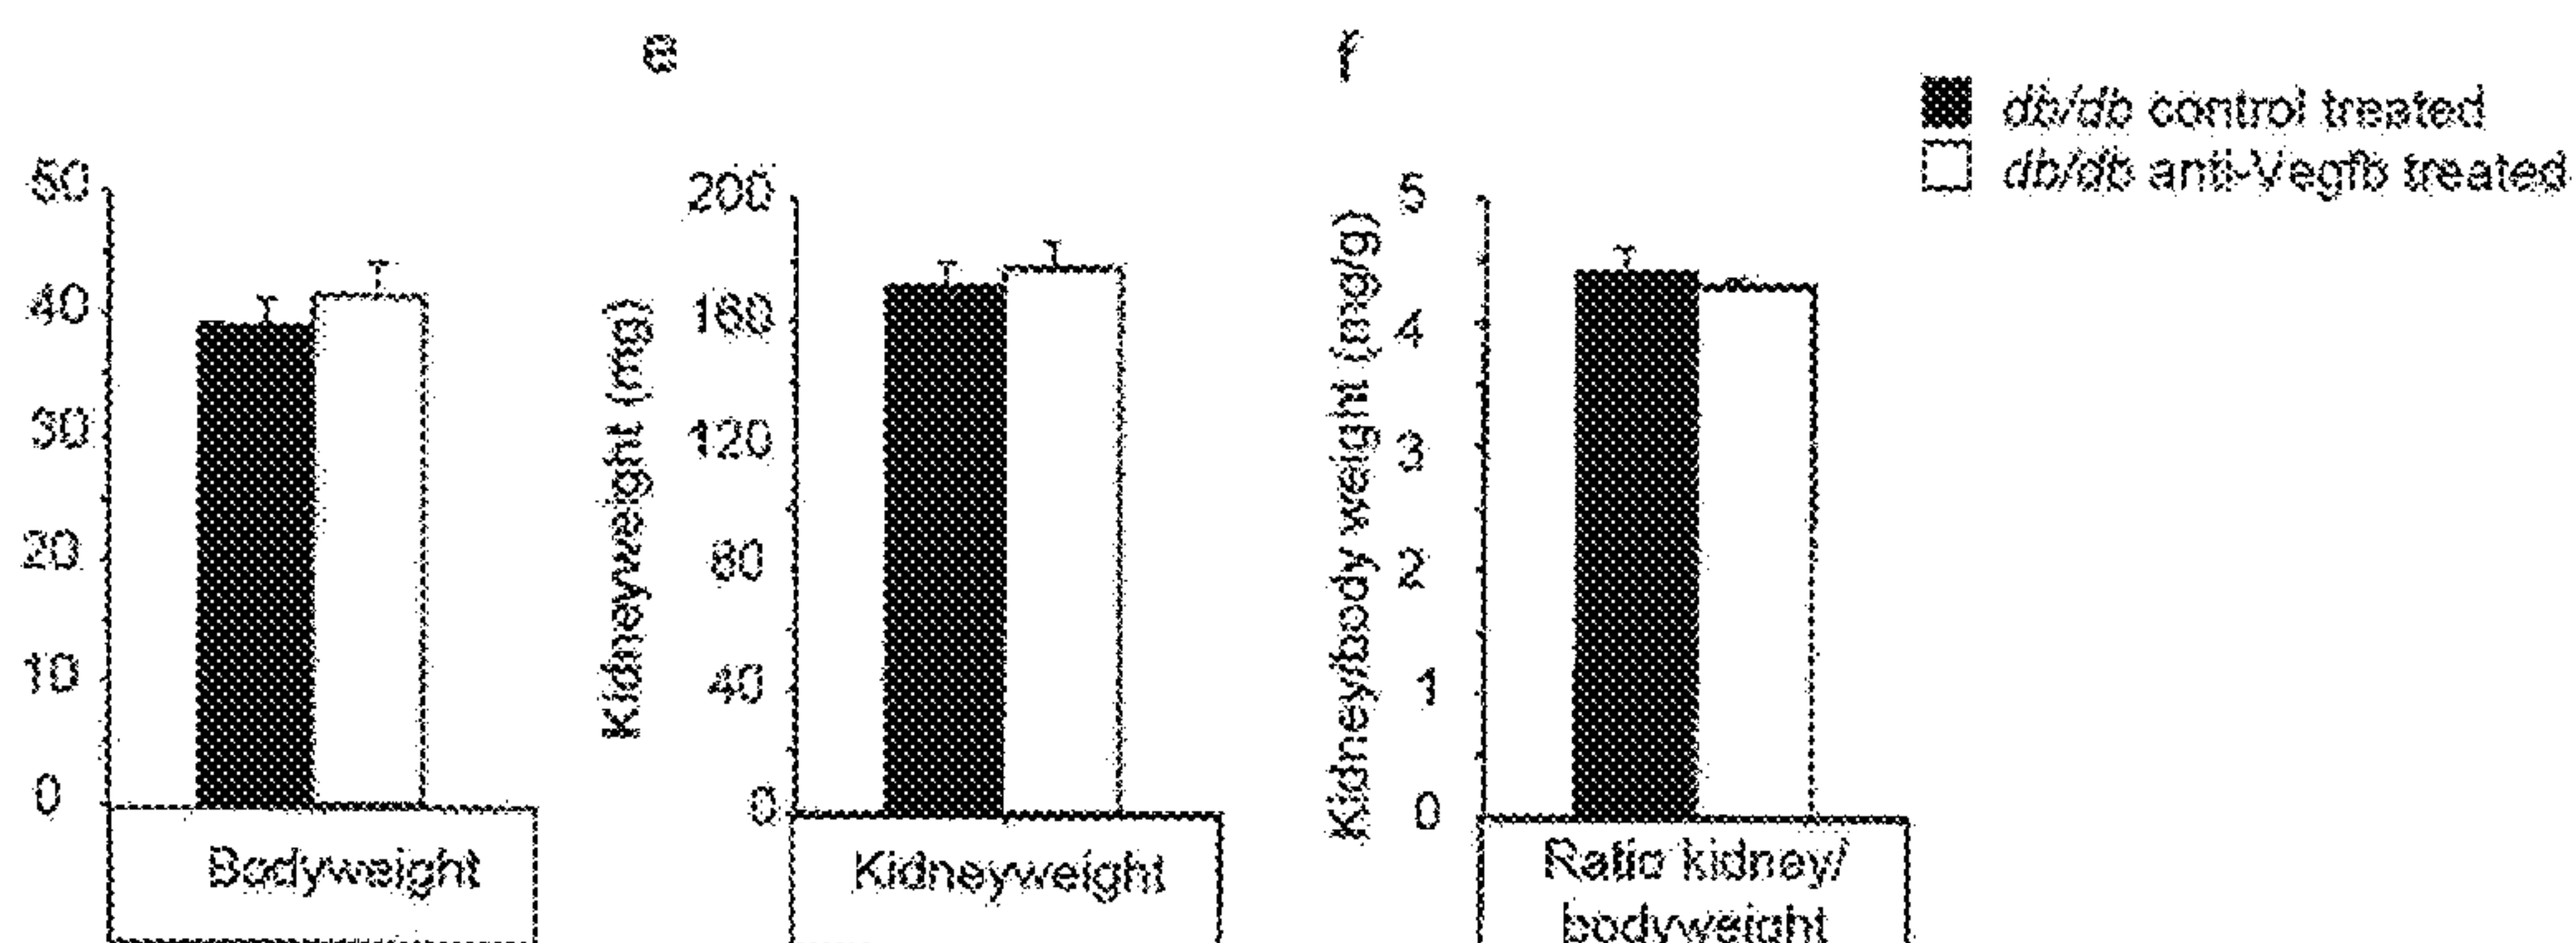 e
f
db/db control treated
db/db anti-Vegfb treated
50
40
30
20
10
0
Bodyweight
Kidneyweight (mg)
200
160
120
80
40
0
Kidneyweight
Kidney/body weight (mg/g)
5
4
3
2
1
0
Ratio kidney/
bodyweight